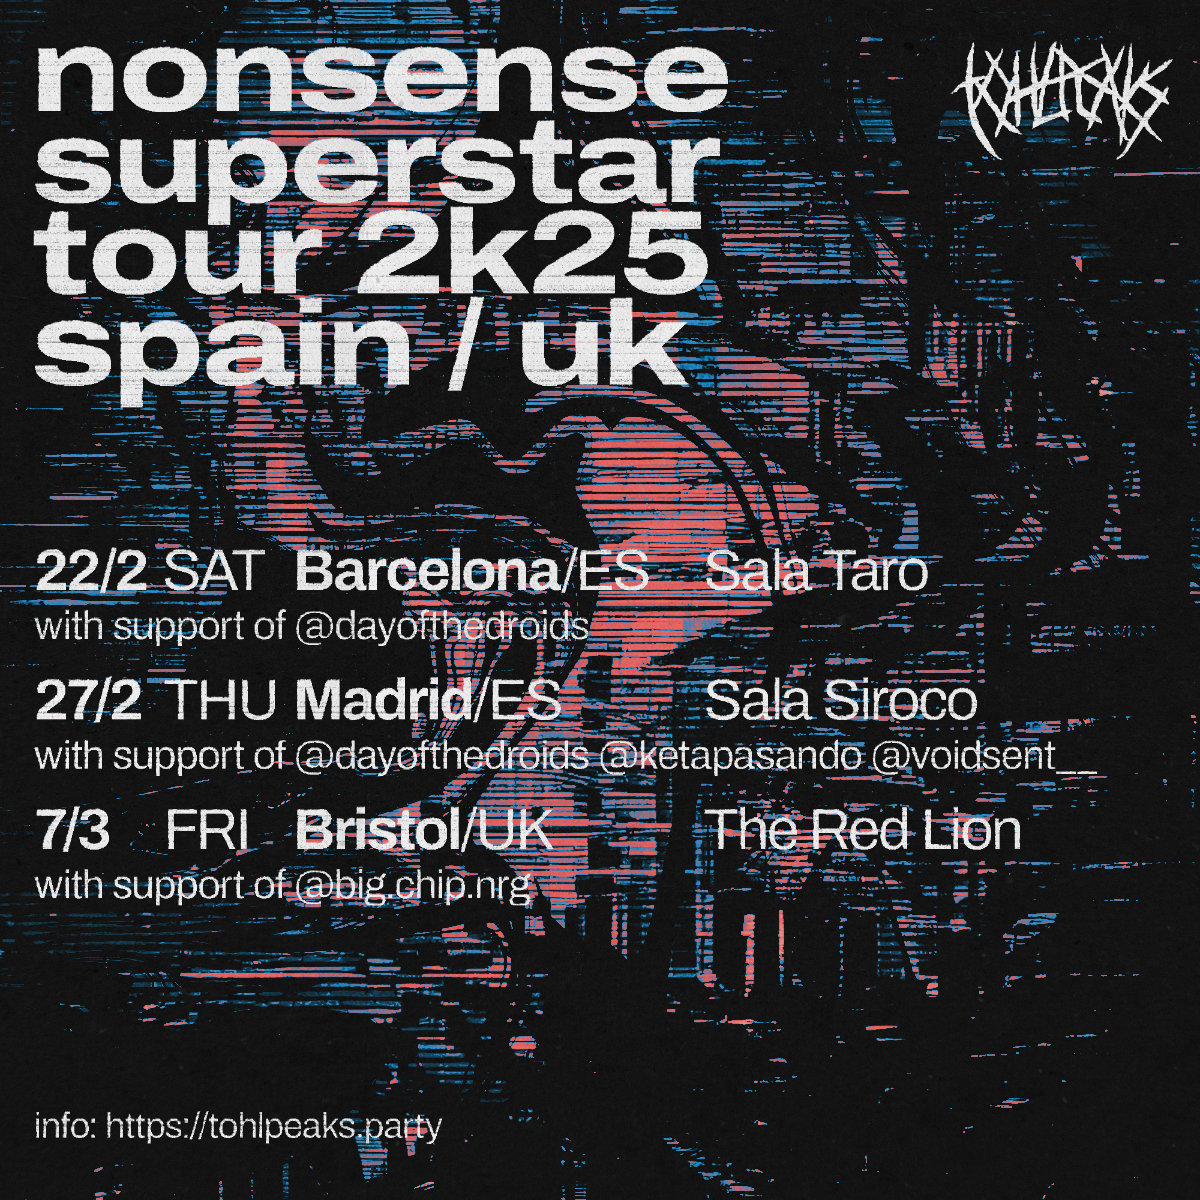 nonsense
superstar
tour 2k25
spain / uk
TOHLPEAKS
22/2 SAT Barcelona/ES Sala Taro
with support of @dayofthedroids
27/2 THU Madrid/ES Sala Siroco
with support of @dayofthedroids @ketapasando @voidsent__
7/3 FRI Bristol/UK The Red Lion
with support of @big.chip.nrg
info: https://tohlpeaks.party